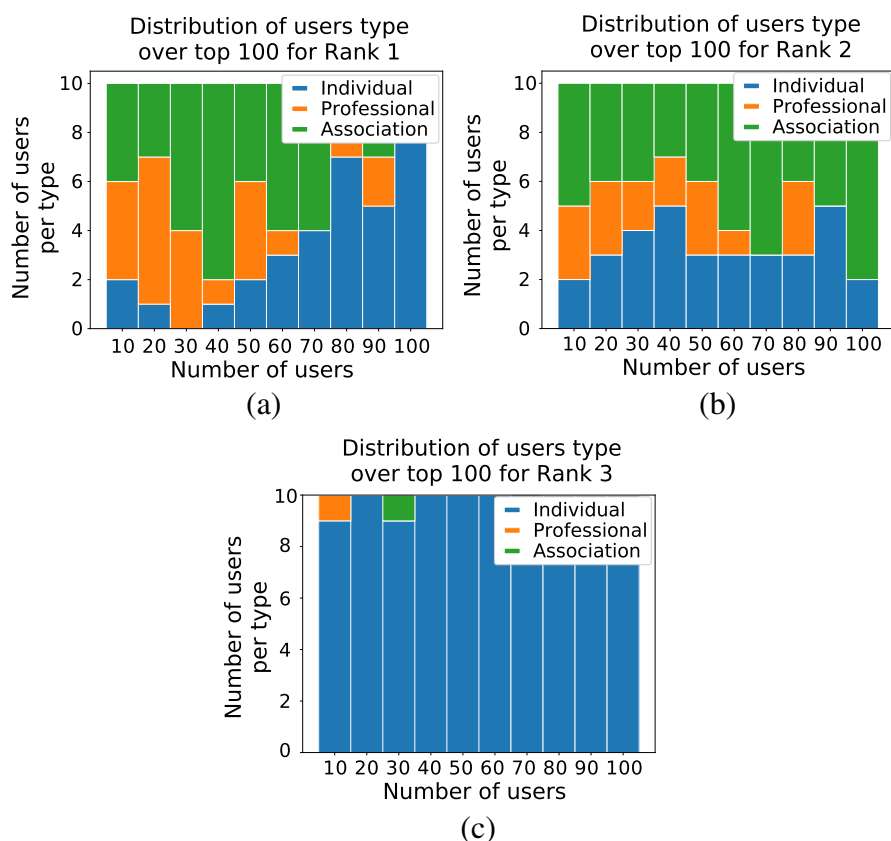 Distribution of users type
over top 100 for Rank 1
Individual
Professional
Association
10
8
6
4
2
0
Number of users
per type
10 20 30 40 50 60 70 80 90 100
Number of users
(a)
Distribution of users type
over top 100 for Rank 2
Individual
Professional
Association
10
8
6
4
2
0
Number of users
per type
10 20 30 40 50 60 70 80 90 100
Number of users
(b)
Distribution of users type
over top 100 for Rank 3
Individual
Professional
Association
10
8
6
4
2
0
Number of users
per type
10 20 30 40 50 60 70 80 90 100
Number of users
(c)